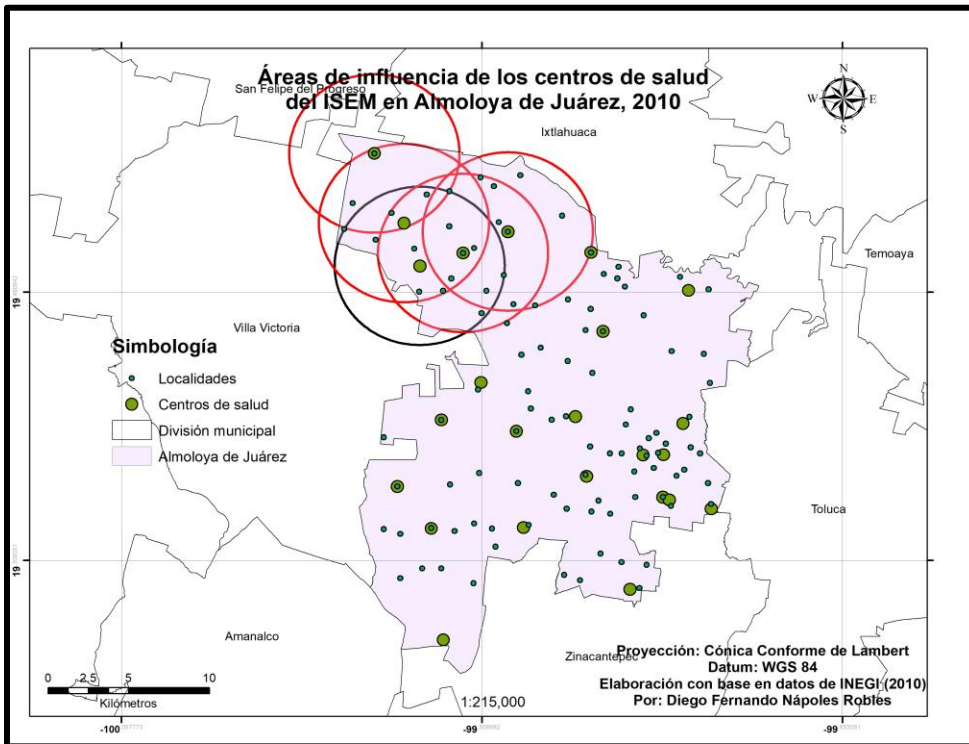 Áreas de influencia de los centros de salud
del ISEM en Almoloya de Juárez, 2010
San Felipe del Progreso
Ixtlahuaca
N
W E
S
Temoaya
19
Villa Victoria
Simbología
Localidades
Centros de salud
División municipal
Almoloya de Juárez
Toluca
19
Amanalco
Zinacantepec
Proyección: Cónica Conforme de Lambert
Datum: WGS 84
Elaboración con base en datos de INEGI (2010)
Por: Diego Fernando Nápoles Robles
0 2.5 5 10
Kilómetros
1:215,000
-100 -99 -99